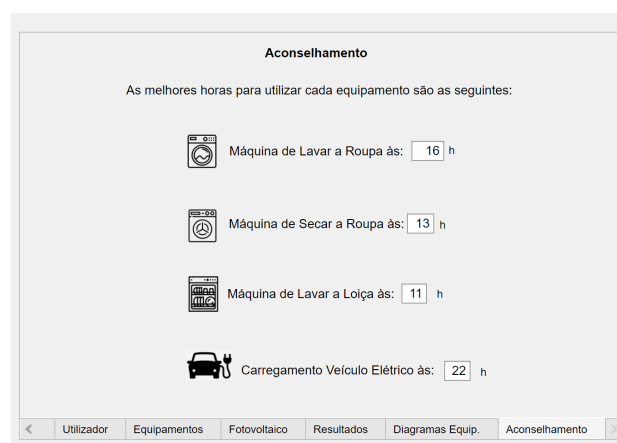 Aconselhamento
As melhores horas para utilizar cada equipamento são as seguintes:
Máquina de Lavar a Roupa às: 16 h
Máquina de Secar a Roupa às: 13 h
Máquina de Lavar a Loiça às: 11 h
Carregamento Veículo Elétrico às: 22 h
Utilizador Equipamentos Fotovoltaico Resultados Diagramas Equip. Aconselhamento